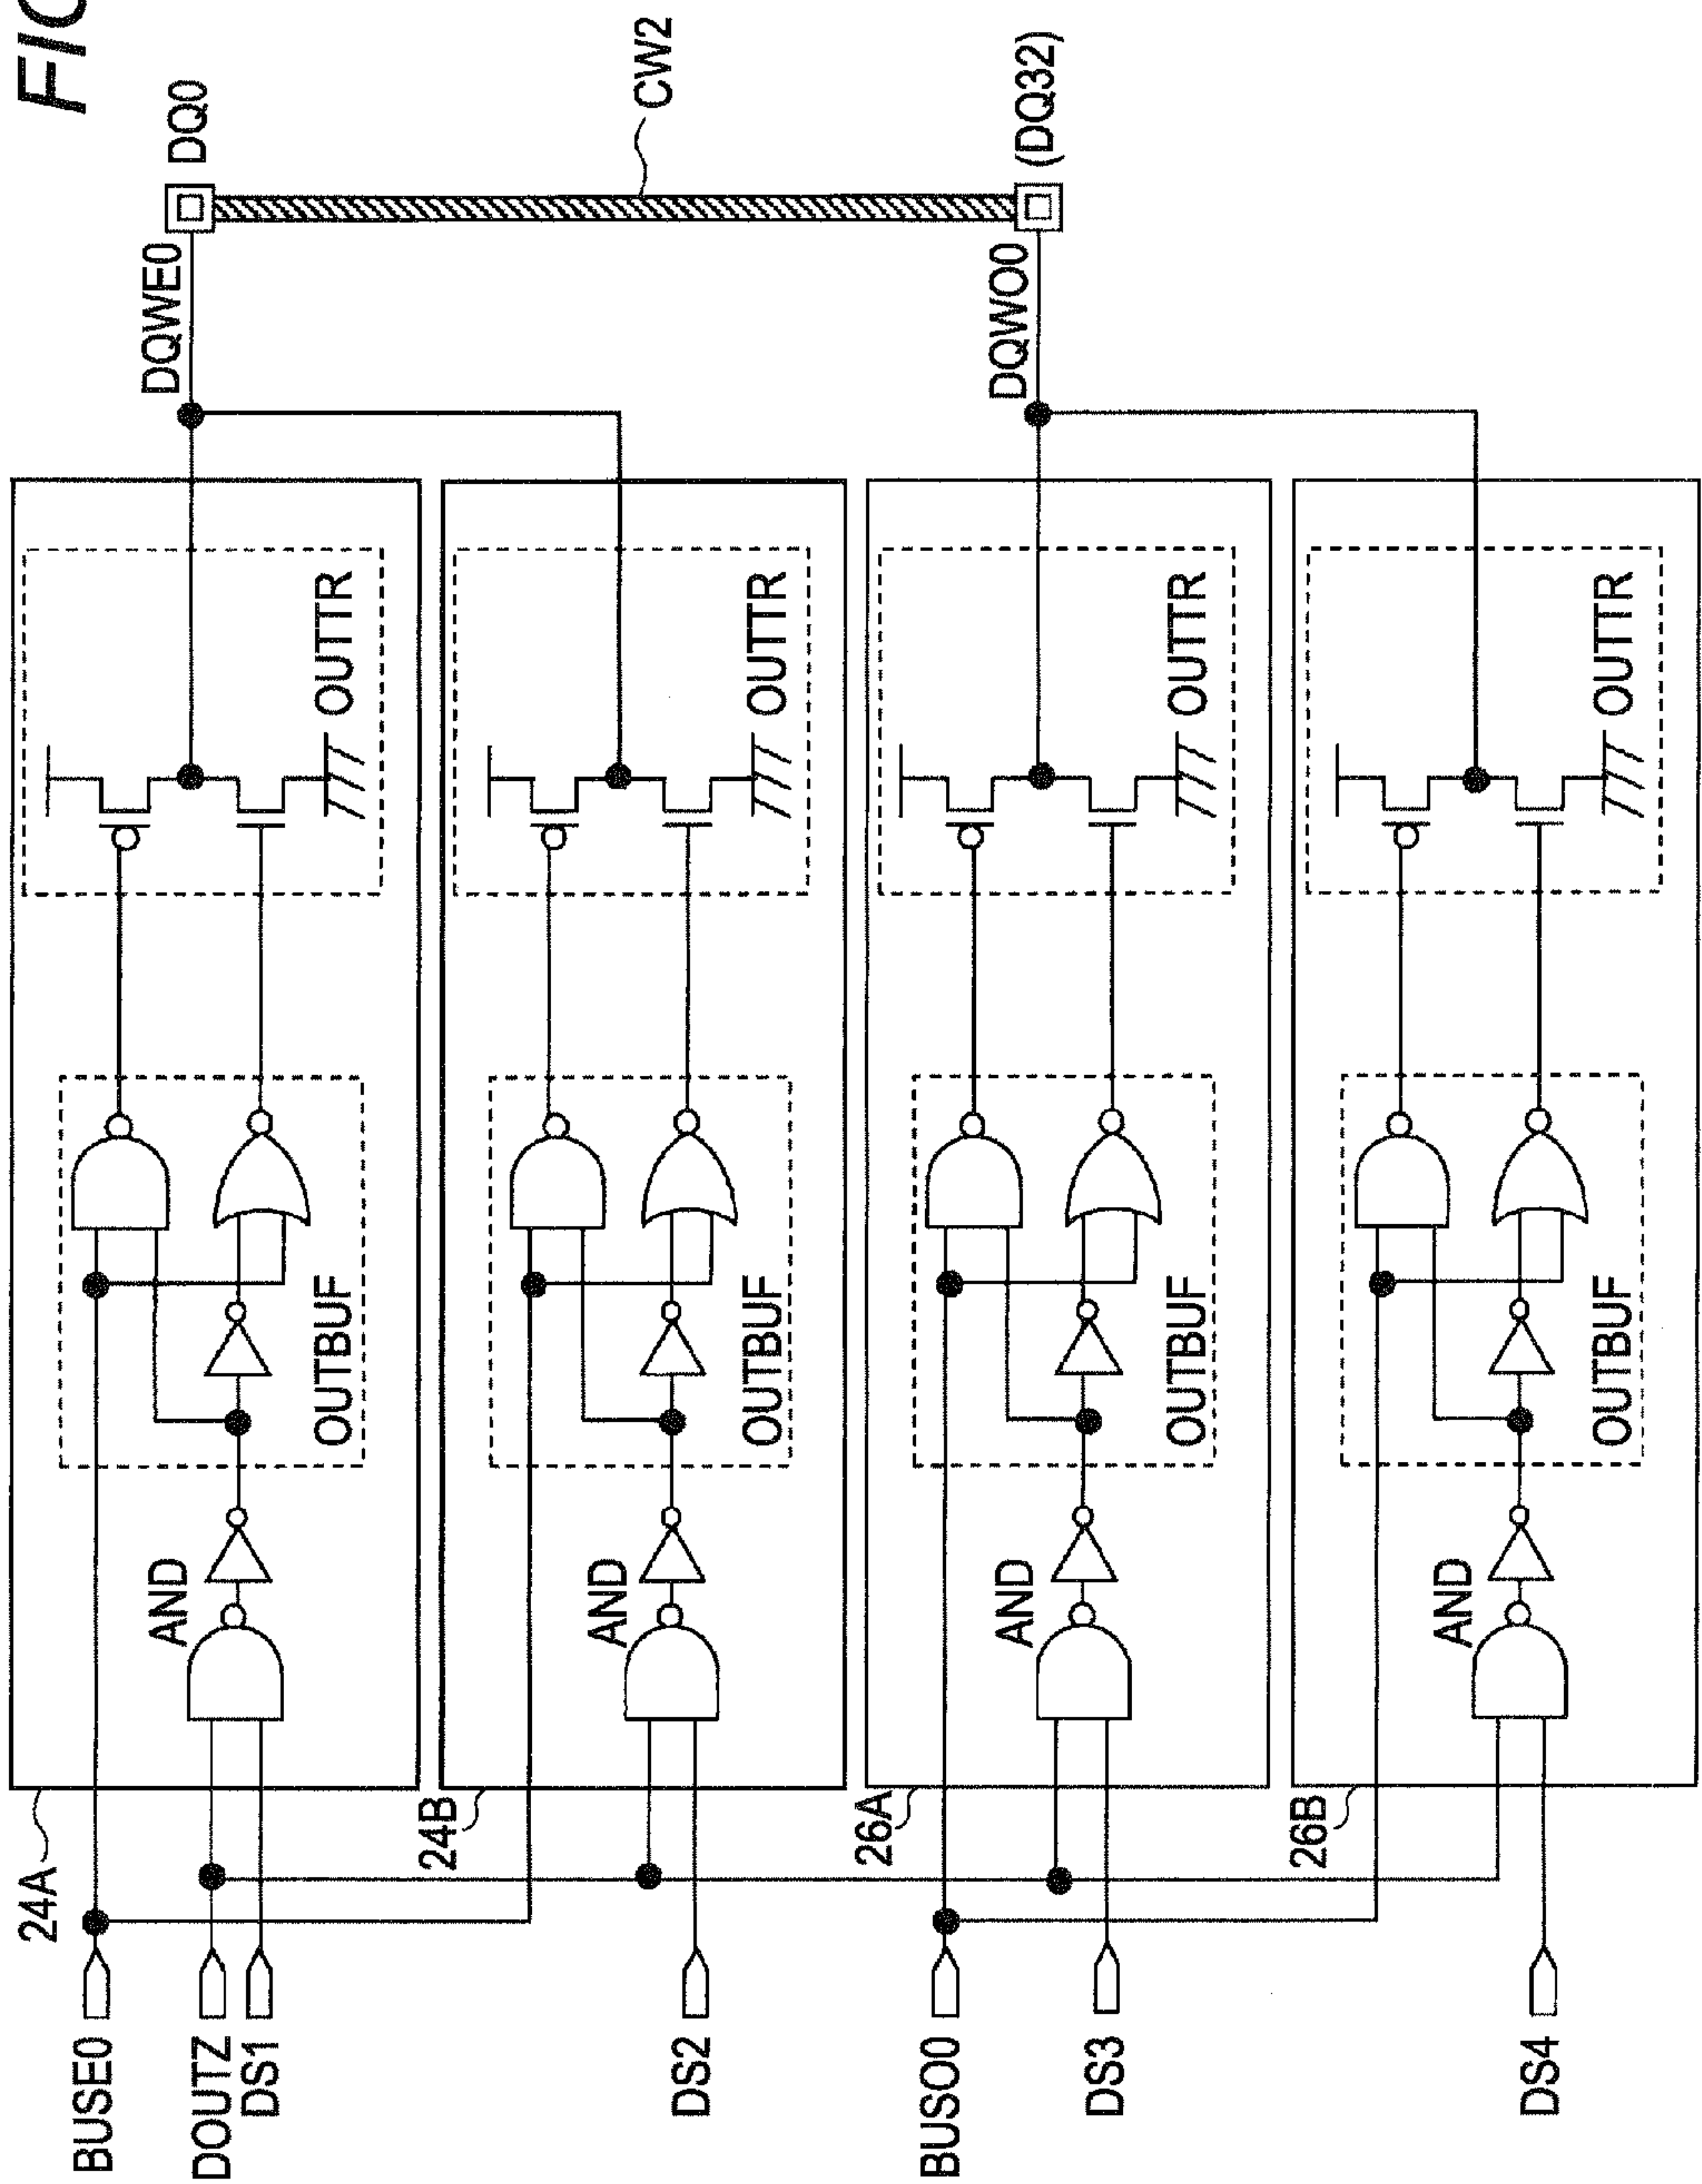 FIG
BUSE0
DOUTZ
DS1
24A
AND
OUTBUF
OUTTR
DQWE0
DQ0
24B
DS2
AND
OUTBUF
OUTTR
CW2
BUSO0
26A
DS3
AND
OUTBUF
OUTTR
DQWO0
(DQ32)
26B
DS4
AND
OUTBUF
OUTTR